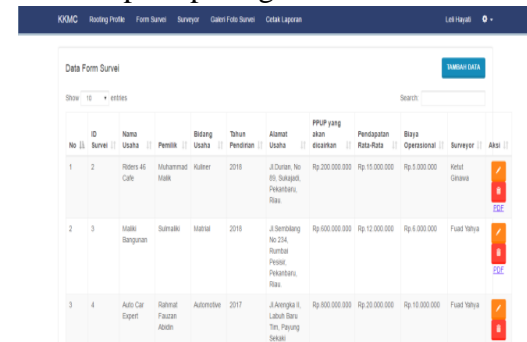 KKMC Rooting Profile Form Survei Surveyor Galeri Foto Survei Cetak Laporan Leli Hayati
Data Form Survei
TAMBAH DATA
Show 10 entries
Search:
No ID Survei Nama Usaha Pemilik Bidang Usaha Tahun Pendirian Alamat Usaha PPUP yang akan dicairkan Pendapatan Rata-Rata Biaya Operasional Surveyor Aksi
1 2 Riders 46 Cafe Muhammad Malik Kuliner 2018 Jl.Durian, No 89, Sukajadi, Pekanbaru, Riau. Rp.200.000.000 Rp.15.000.000 Rp.5.000.000 Ketut Ginawa PDF
2 3 Maliki Bangunan Sulmaliki Matrial 2018 Jl.Sembilang No 234, Rumbai Pesisir, Pekanbaru, Riau Rp.600.000.000 Rp.12.000.000 Rp.6.000.000 Fuad Yahya PDF
3 4 Auto Car Expert Rahmat Fauzan Abidin Automotive 2017 Jl.Arengka II, Labuh Baru Tim, Payung Sekaki Rp.800.000.000 Rp.20.000.000 Rp.10.000.000 Fuad Yahya